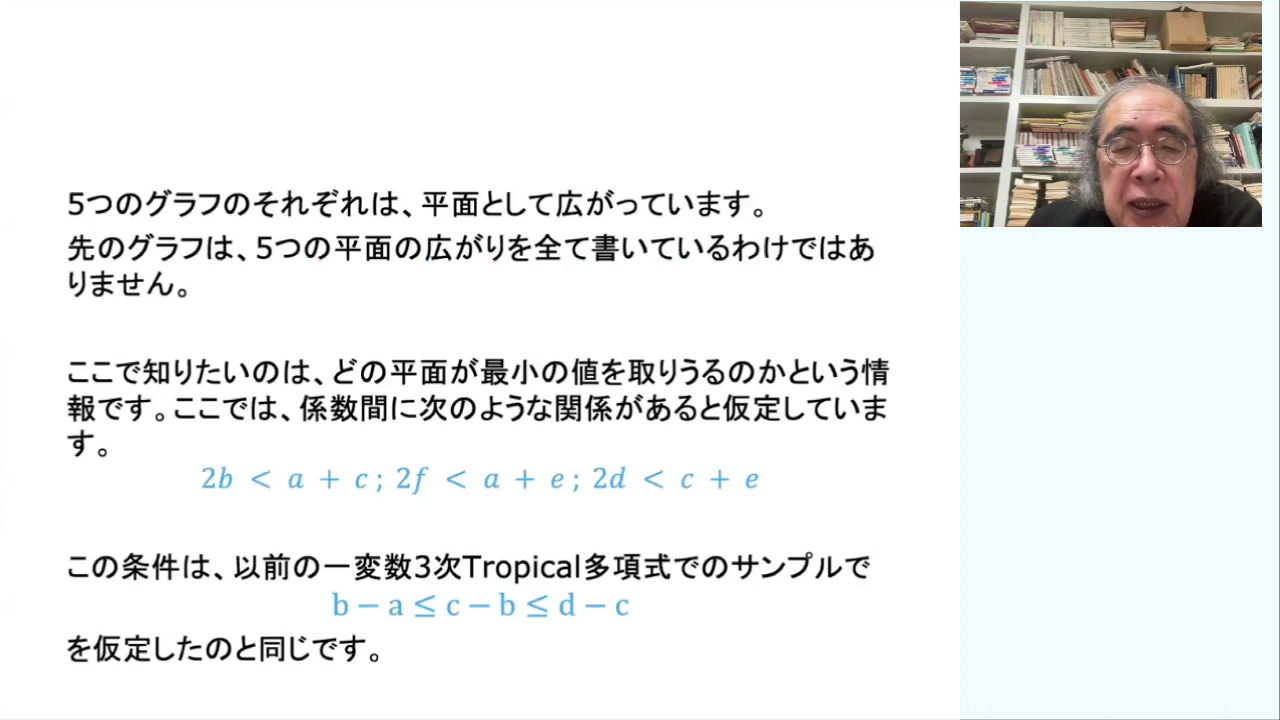 5つのグラフのそれぞれは、平面として広がっています。
先のグラフは、5つの平面の広がりを全て書いているわけではあ
りません。
ここで知りたいのは、どの平面が最小の値を取りうるのかという情
報です。ここでは、係数間に次のような関係があると仮定していま
す。
2b < a + c ; 2f < a + e ; 2d < c + e
この条件は、以前の一変数3次Tropical多項式でのサンプルで
b − a ≤ c − b ≤ d − c
を仮定したのと同じです。